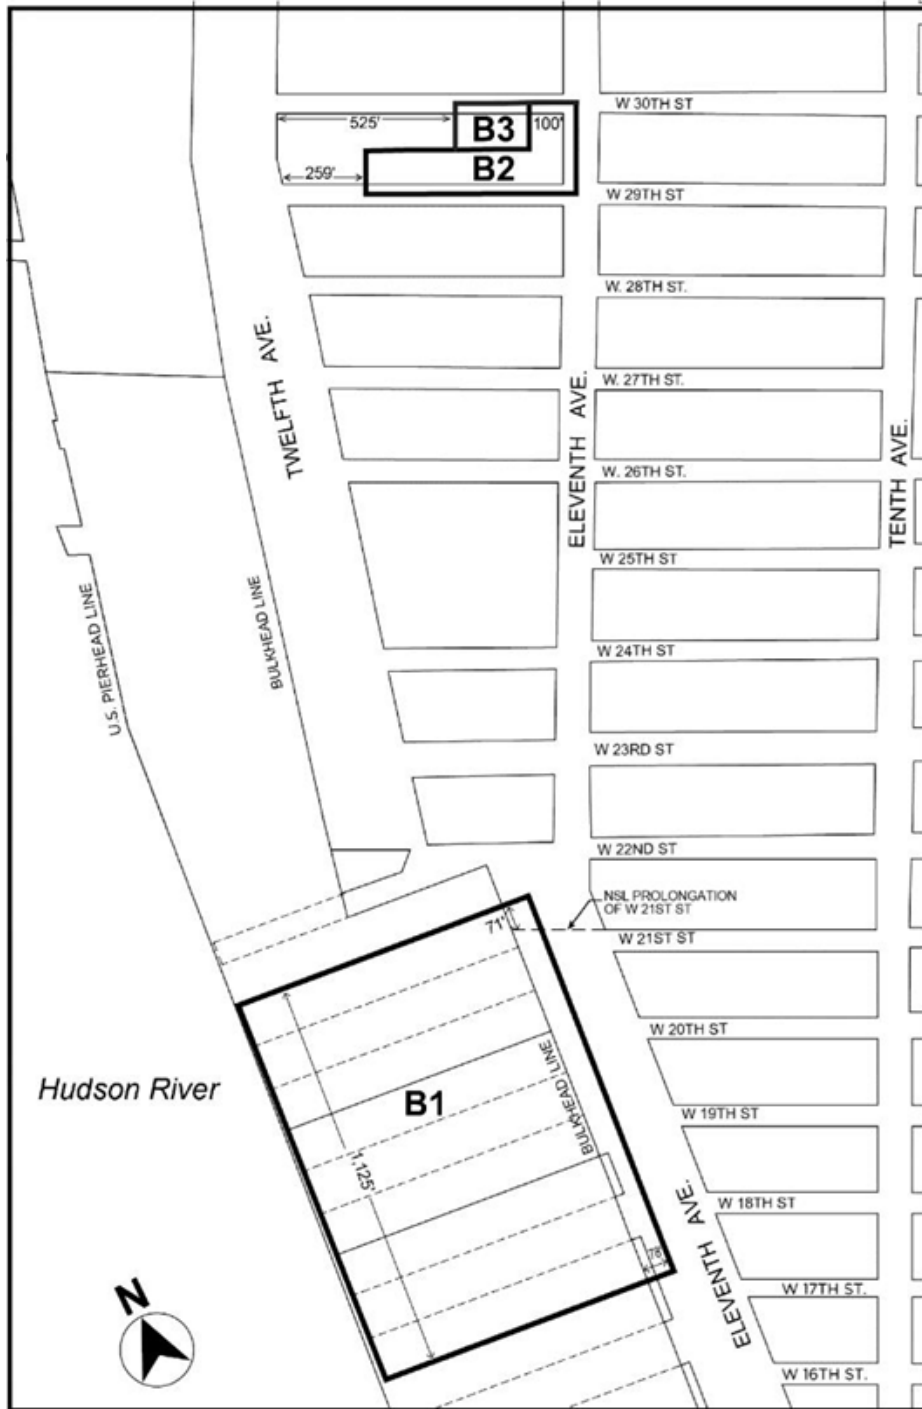 W 30TH ST
525'
B3
100'
B2
259'
W 29TH ST
W. 28TH ST.
TWELFTH AVE.
W. 27TH ST.
ELEVENTH AVE.
TENTH AVE.
W. 26TH ST.
W 25TH ST
U.S. PIERHEAD LINE
BULKHEAD LINE
W 24TH ST
W 23RD ST
W 22ND ST
NSL PROLONGATION
OF W 21ST ST
71'
W 21ST ST
W 20TH ST
Hudson River
B1
BULKHEAD LINE
W 19TH ST
1,125'
W 18TH ST
ELEVENTH AVE.
78'
N
W 17TH ST.
W 16TH ST.